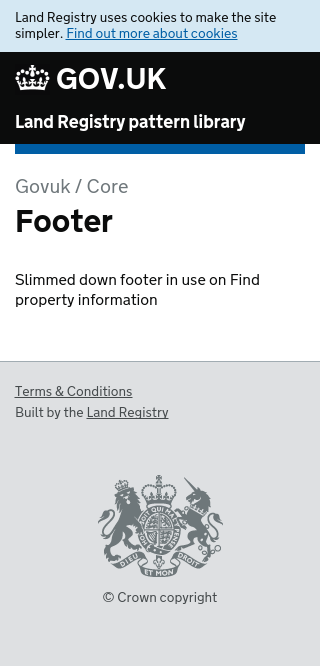 Land Registry uses cookies to make the site
simpler. Find out more about cookies
GOV.UK
Land Registry pattern library
Govuk / Core
Footer
Slimmed down footer in use on Find
property information
Terms & Conditions
Built by the Land Registry
DIEU ET MON DROIT
© Crown copyright